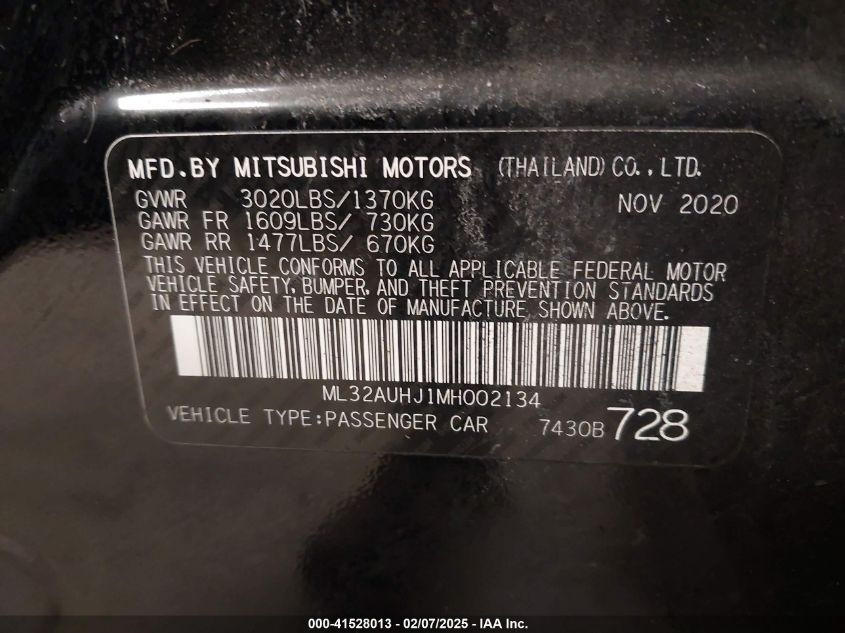 MFD.BY MITSUBISHI MOTORS (THAILAND) CO., LTD.
GVWR 3020LBS/1370KG NOV 2020
GAWR FR 1609LBS/ 730KG
GAWR RR 1477LBS/ 670KG
THIS VEHICLE CONFORMS TO ALL APPLICABLE FEDERAL MOTOR
VEHICLE SAFETY, BUMPER, AND THEFT PREVENTION STANDARDS
IN EFFECT ON THE DATE OF MANUFACTURE SHOWN ABOVE.
ML32AUHJ1MH002134
VEHICLE TYPE:PASSENGER CAR 7430B 728
000-41528013 - 02/07/2025 - IAA Inc.